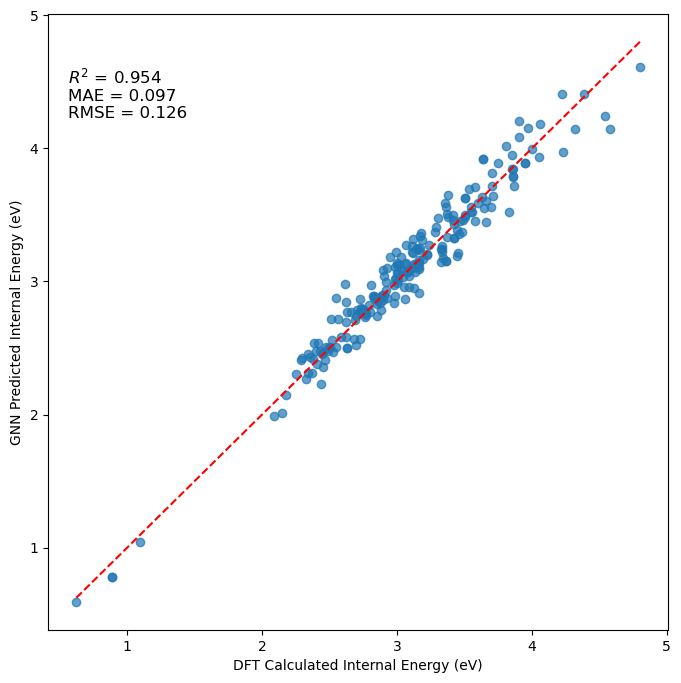 R² = 0.954
MAE = 0.097
RMSE = 0.126
GNN Predicted Internal Energy (eV)
5
4
3
2
1
1 2 3 4 5
DFT Calculated Internal Energy (eV)